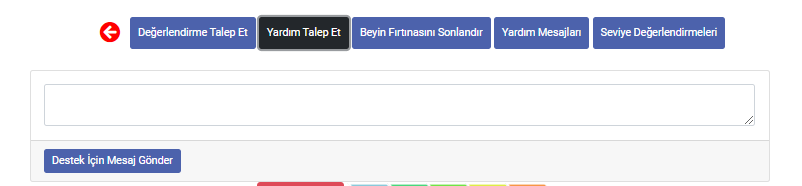 Değerlendirme Talep Et Yardım Talep Et Beyin Fırtınasını Sonlandır Yardım Mesajları Seviye Değerlendirmeleri
Destek İçin Mesaj Gönder